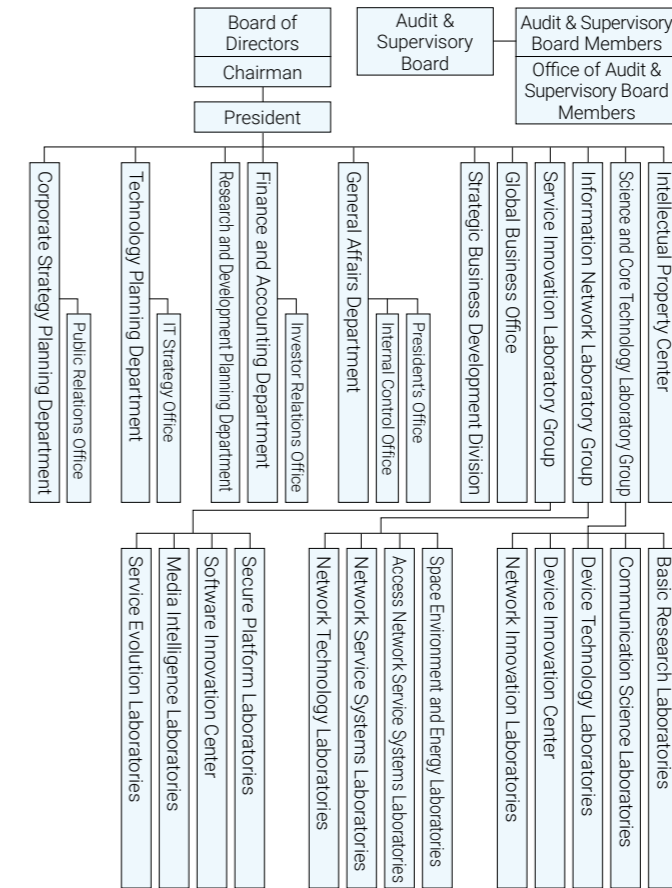 Board of
Directors
Chairman
President
Audit &
Supervisory
Board
Audit & Supervisory
Board Members
Office of Audit &
Supervisory Board
Members
Corporate Strategy Planning Department
Public Relations Office
Technology Planning Department
IT Strategy Office
Research and Development Planning Department
Finance and Accounting Department
Investor Relations Office
General Affairs Department
Internal Control Office
President's Office
Strategic Business Development Division
Global Business Office
Service Innovation Laboratory Group
Information Network Laboratory Group
Science and Core Technology Laboratory Group
Intellectual Property Center
Service Evolution Laboratories
Media Intelligence Laboratories
Software Innovation Center
Secure Platform Laboratories
Network Technology Laboratories
Network Service Systems Laboratories
Access Network Service Systems Laboratories
Space Environment and Energy Laboratories
Network Innovation Laboratories
Device Innovation Center
Device Technology Laboratories
Communication Science Laboratories
Basic Research Laboratories